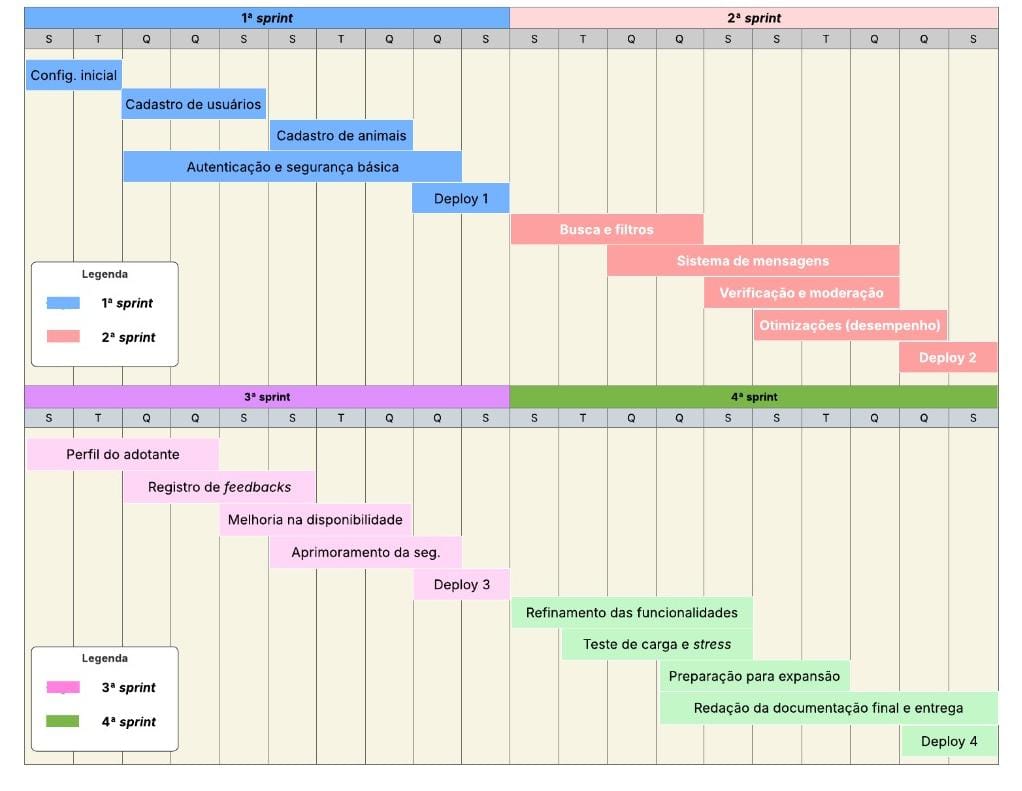 1ª sprint 2ª sprint
S T Q Q S S T Q Q S S T Q Q S S T Q Q S
Config. inicial
Cadastro de usuários
Cadastro de animais
Autenticação e segurança básica
Deploy 1
Busca e filtros
Sistema de mensagens
Verificação e moderação
Otimizações (desempenho)
Deploy 2
Legenda
1ª sprint
2ª sprint
3ª sprint 4ª sprint
S T Q Q S S T Q Q S S T Q Q S S T Q Q S
Perfil do adotante
Registro de feedbacks
Melhoria na disponibilidade
Aprimoramento da seg.
Deploy 3
Refinamento das funcionalidades
Teste de carga e stress
Preparação para expansão
Redação da documentação final e entrega
Deploy 4
Legenda
3ª sprint
4ª sprint